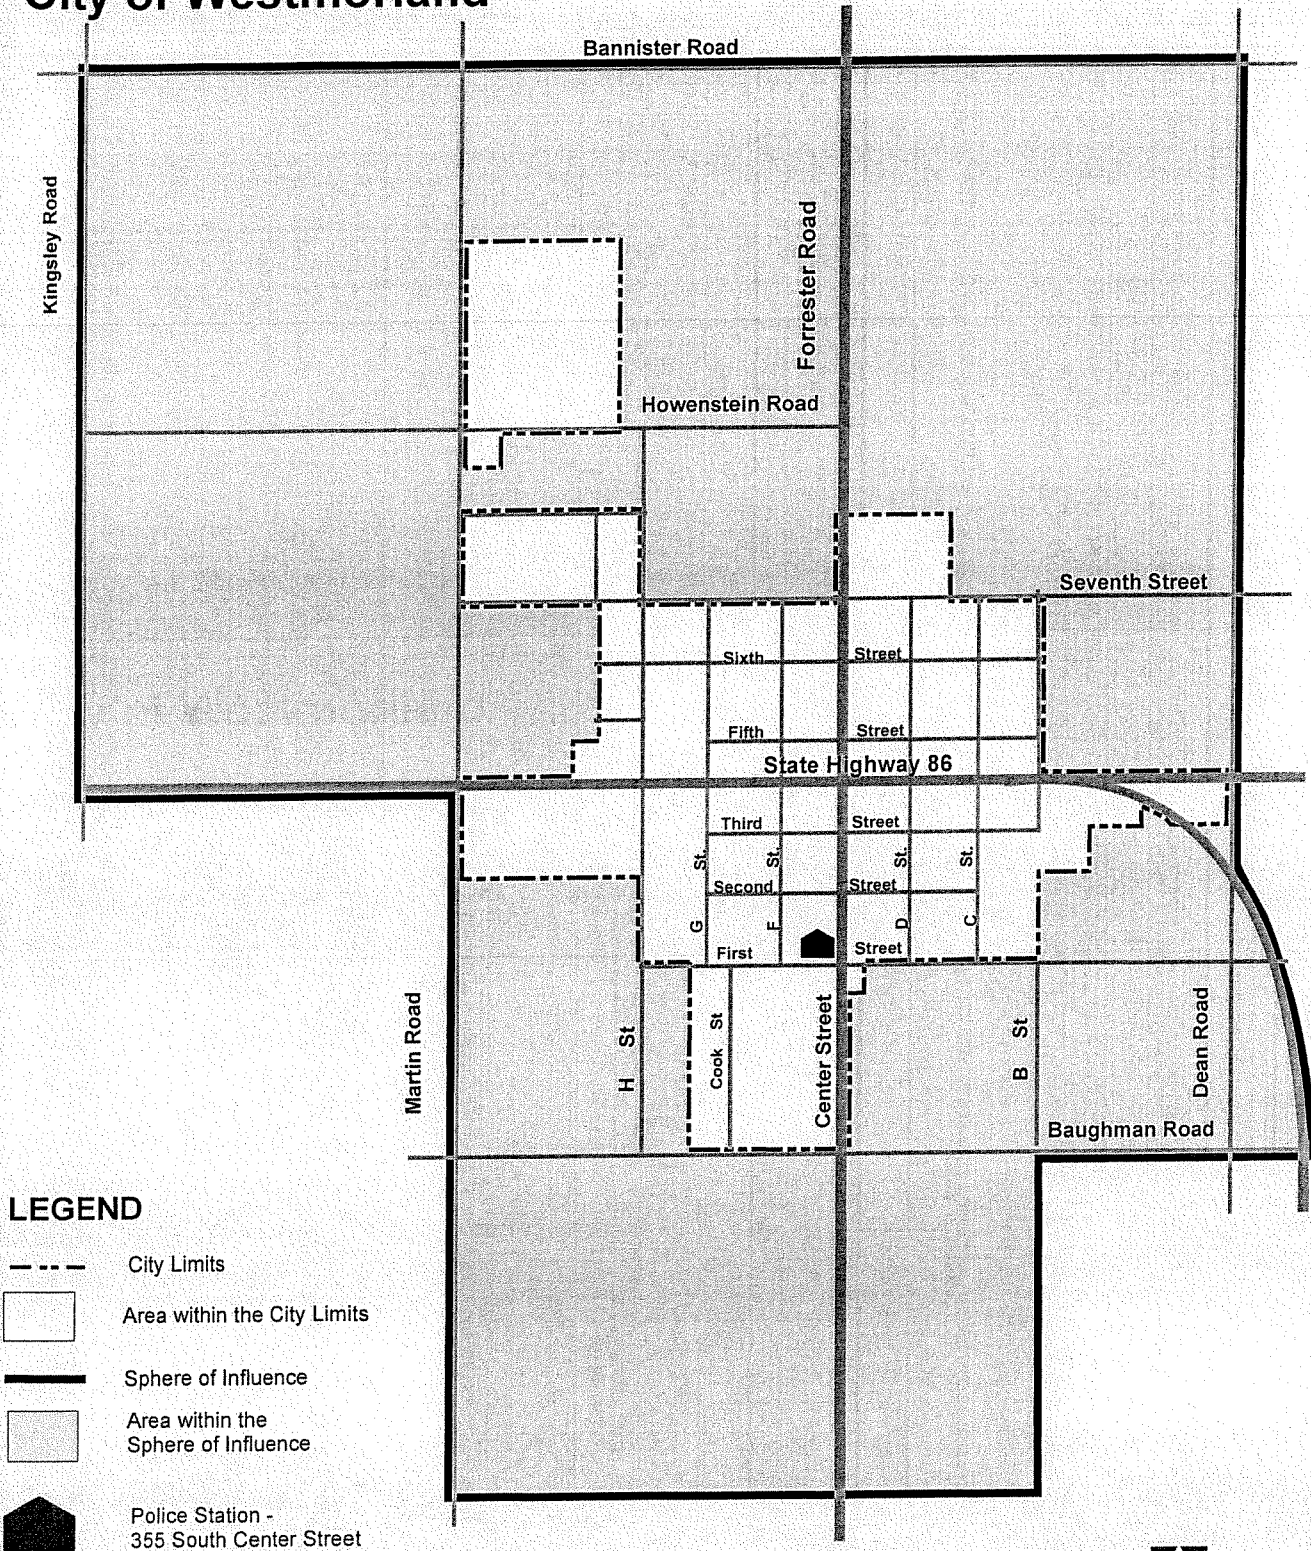 City of Westmorland
Bannister Road
Kingsley Road
Forrester Road
Howenstein Road
Seventh Street
Sixth Street
Fifth Street
State Highway 86
Third Street
G St.
F St.
D St.
C St.
Second Street
First Street
Martin Road
H St
Cook St
Center Street
B St
Dean Road
Baughman Road
LEGEND
City Limits
Area within the City Limits
Sphere of Influence
Area within the
Sphere of Influence
Police Station -
355 South Center Street